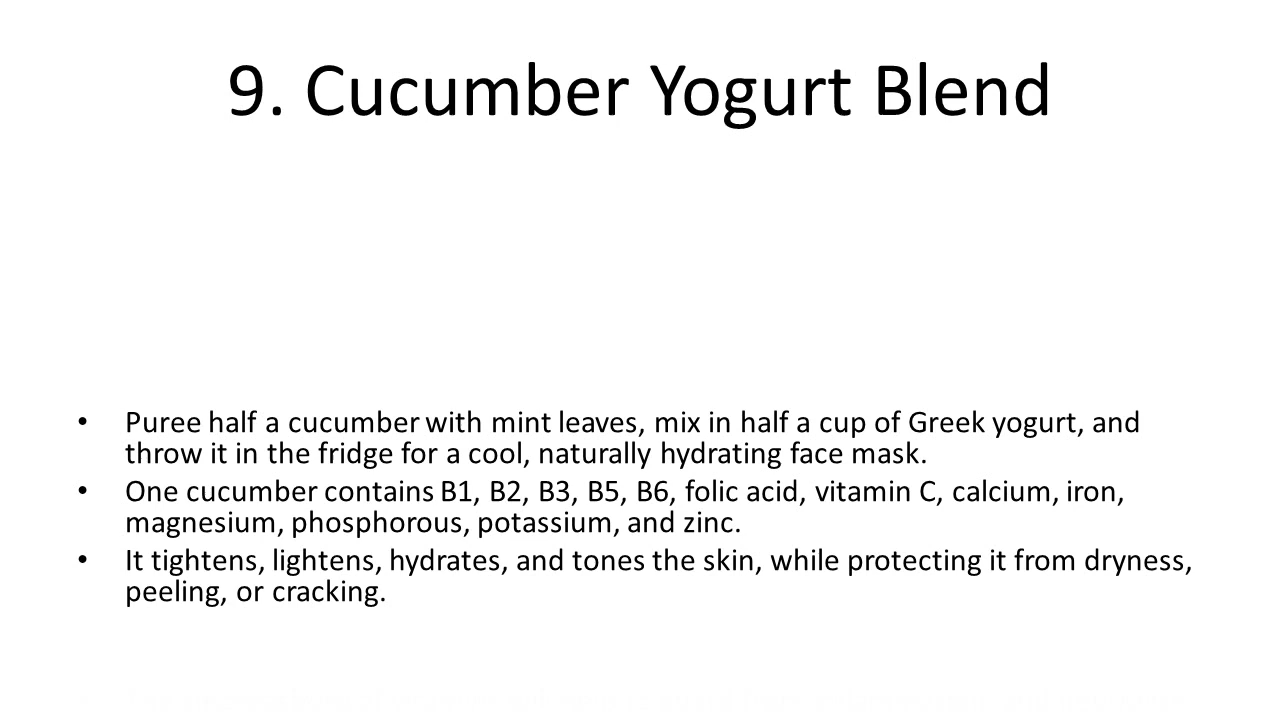 9. Cucumber Yogurt Blend
• Puree half a cucumber with mint leaves, mix in half a cup of Greek yogurt, and
throw it in the fridge for a cool, naturally hydrating face mask.
• One cucumber contains B1, B2, B3, B5, B6, folic acid, vitamin C, calcium, iron,
magnesium, phosphorous, potassium, and zinc.
• It tightens, lightens, hydrates, and tones the skin, while protecting it from dryness,
peeling, or cracking.